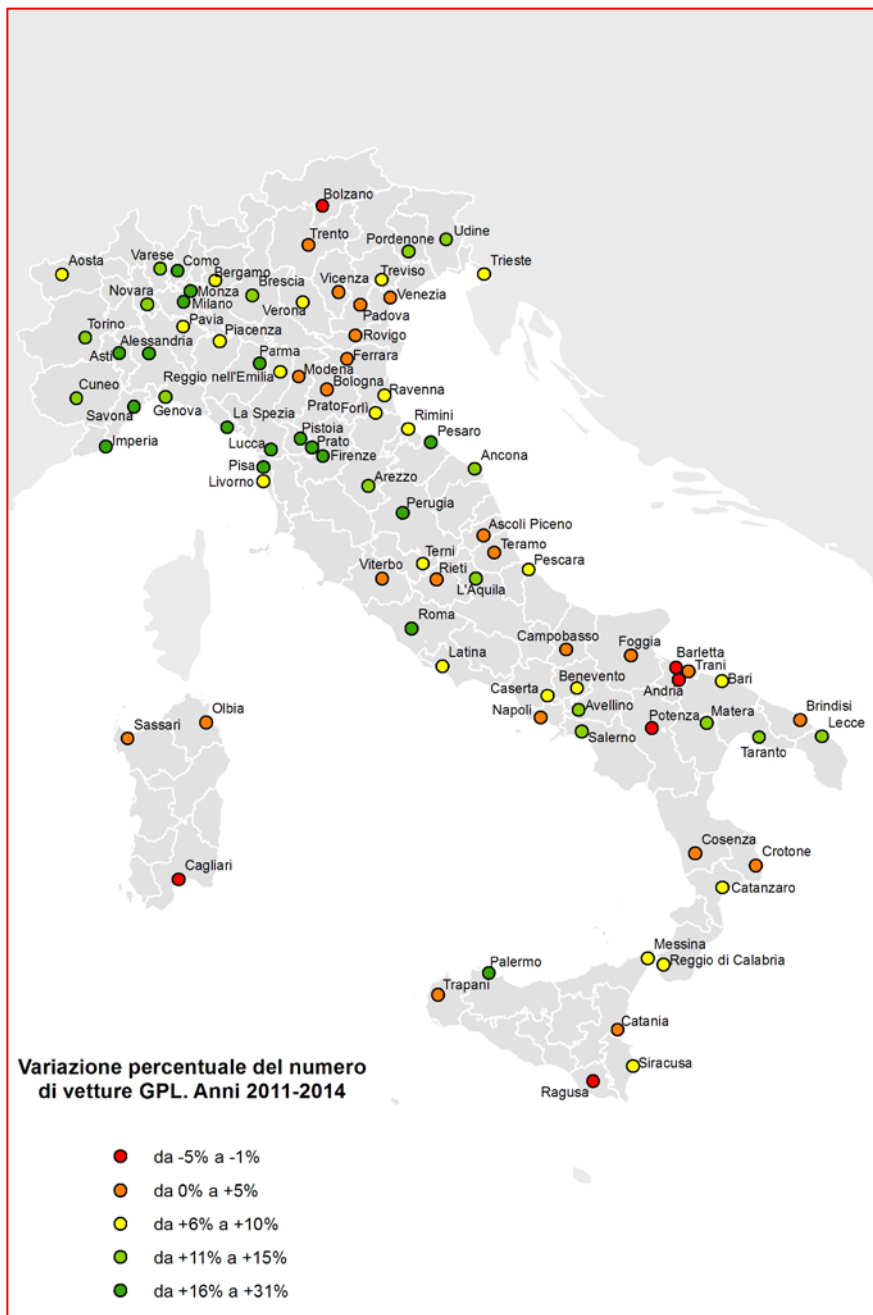 Bolzano
Trento
Pordenone
Udine
Aosta
Varese
Como
Bergamo
Brescia
Vicenza
Treviso
Trieste
Novara
Monza
Milano
Verona
Venezia
Padova
Pavia
Piacenza
Torino
Rovigo
Asti
Alessandria
Parma
Ferrara
Modena
Reggio nell'Emilia
Bologna
Cuneo
Ravenna
Savona
Genova
Prato
Forlì
La Spezia
Rimini
Pistoia
Pesaro
Imperia
Lucca
Prato
Firenze
Pisa
Ancona
Livorno
Arezzo
Perugia
Ascoli Piceno
Terni
Teramo
Viterbo
Rieti
Pescara
L'Aquila
Roma
Campobasso
Foggia
Latina
Barletta
Trani
Benevento
Bari
Caserta
Andria
Avellino
Napoli
Potenza
Matera
Brindisi
Olbia
Sassari
Salerno
Lecce
Taranto
Cosenza
Crotone
Cagliari
Catanzaro
Messina
Palermo
Reggio di Calabria
Trapani
Catania
Siracusa
Ragusa
Variazione percentuale del numero
di vetture GPL. Anni 2011-2014
da -5% a -1%
da 0% a +5%
da +6% a +10%
da +11% a +15%
da +16% a +31%